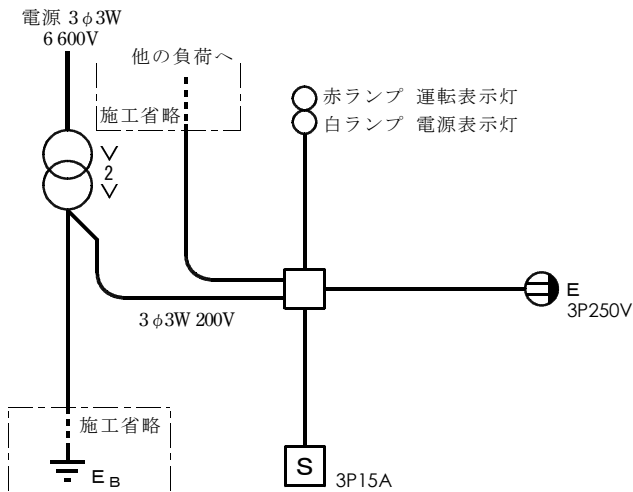 電源 3φ3W
6 600V
他の負荷へ
施工省略
赤ランプ 運転表示灯
白ランプ 電源表示灯
2
E
3P250V
3φ3W 200V
施工省略
EB
S
3P15A